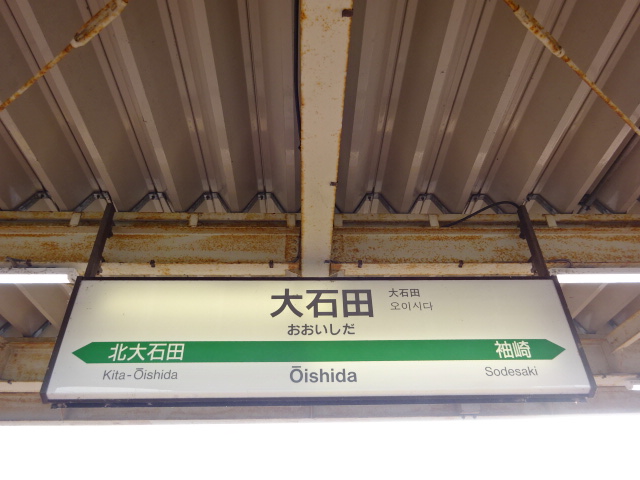 大石田
大石田
오이시다
おおいしだ
北大石田
袖崎
Kita-Ōishida
Ōishida
Sodesaki